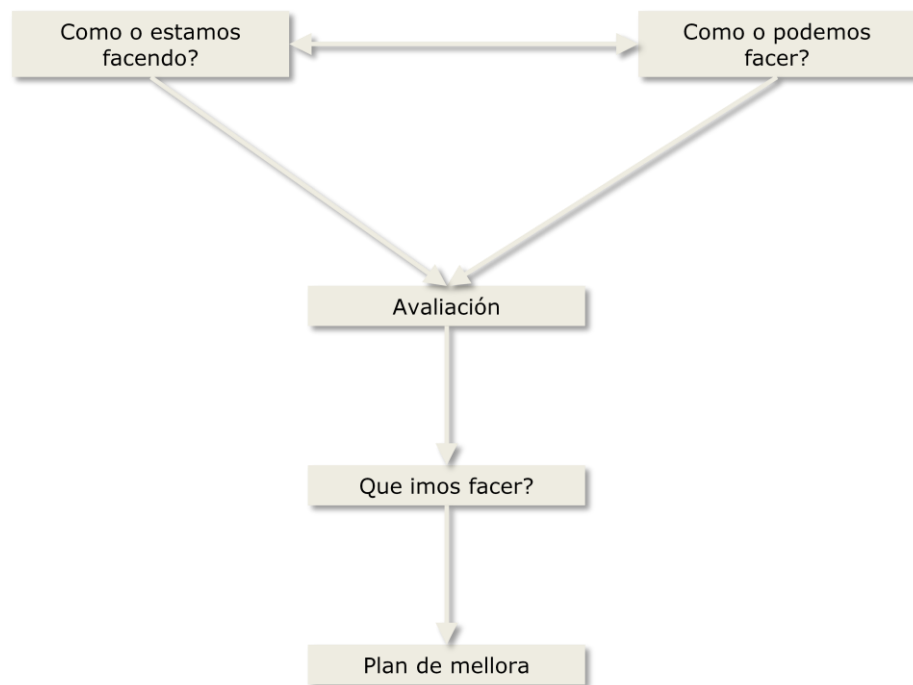 Como o estamos
facendo?
Como o podemos
facer?
Avaliación
Que imos facer?
Plan de mellora